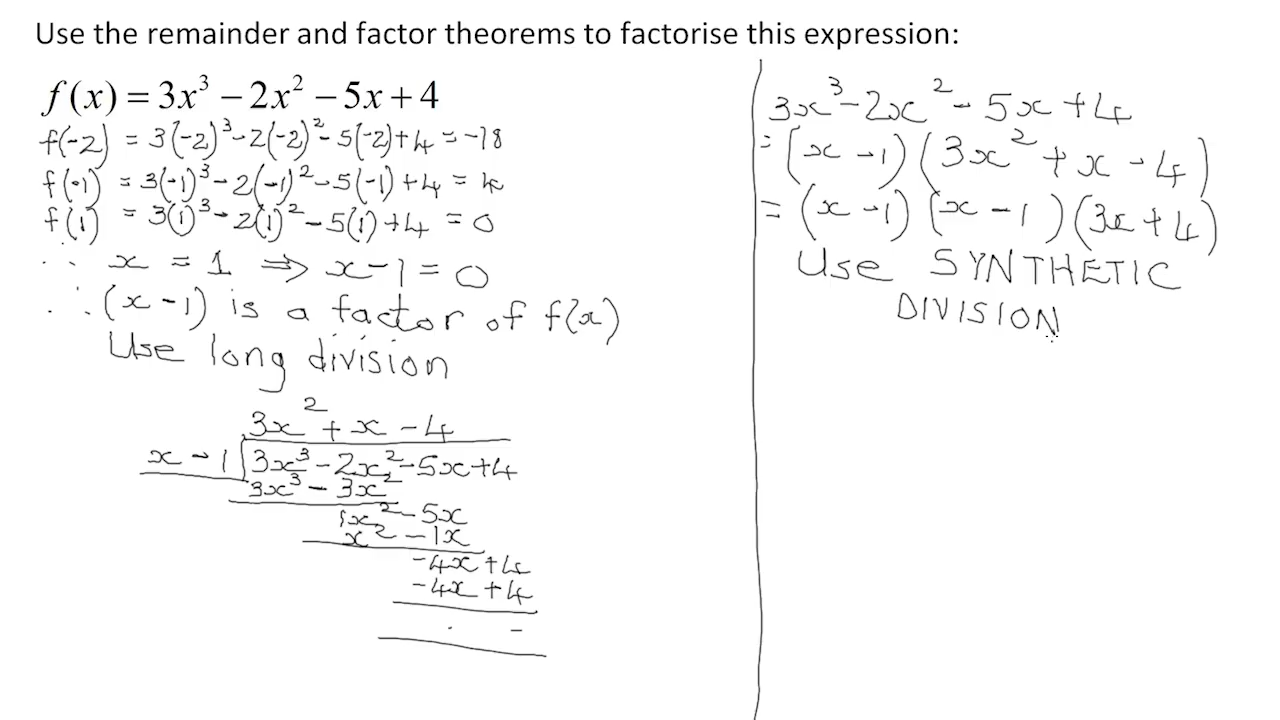 Use the remainder and factor theorems to factorise this expression:
f(x) = 3x³ − 2x² − 5x + 4
f(-2) = 3(-2)³ - 2(-2)² - 5(-2) + 4 = -18
f(-1) = 3(-1)³ - 2(-1)² - 5(-1) + 4 = 4
f(1) = 3(1)³ - 2(1)² - 5(1) + 4 = 0
∴ x = 1 ⇒ x - 1 = 0
∴ (x - 1) is a factor of f(x)
Use long division
3x² + x - 4
x - 1 3x³ - 2x² - 5x + 4
3x³ - 3x²
1x² - 5x
x² - 1x
-4x + 4
-4x + 4
. -
3x³ - 2x² - 5x + 4
= (x - 1) (3x² + x - 4)
= (x - 1) (x - 1) (3x + 4)
Use SYNTHETIC
DIVISION